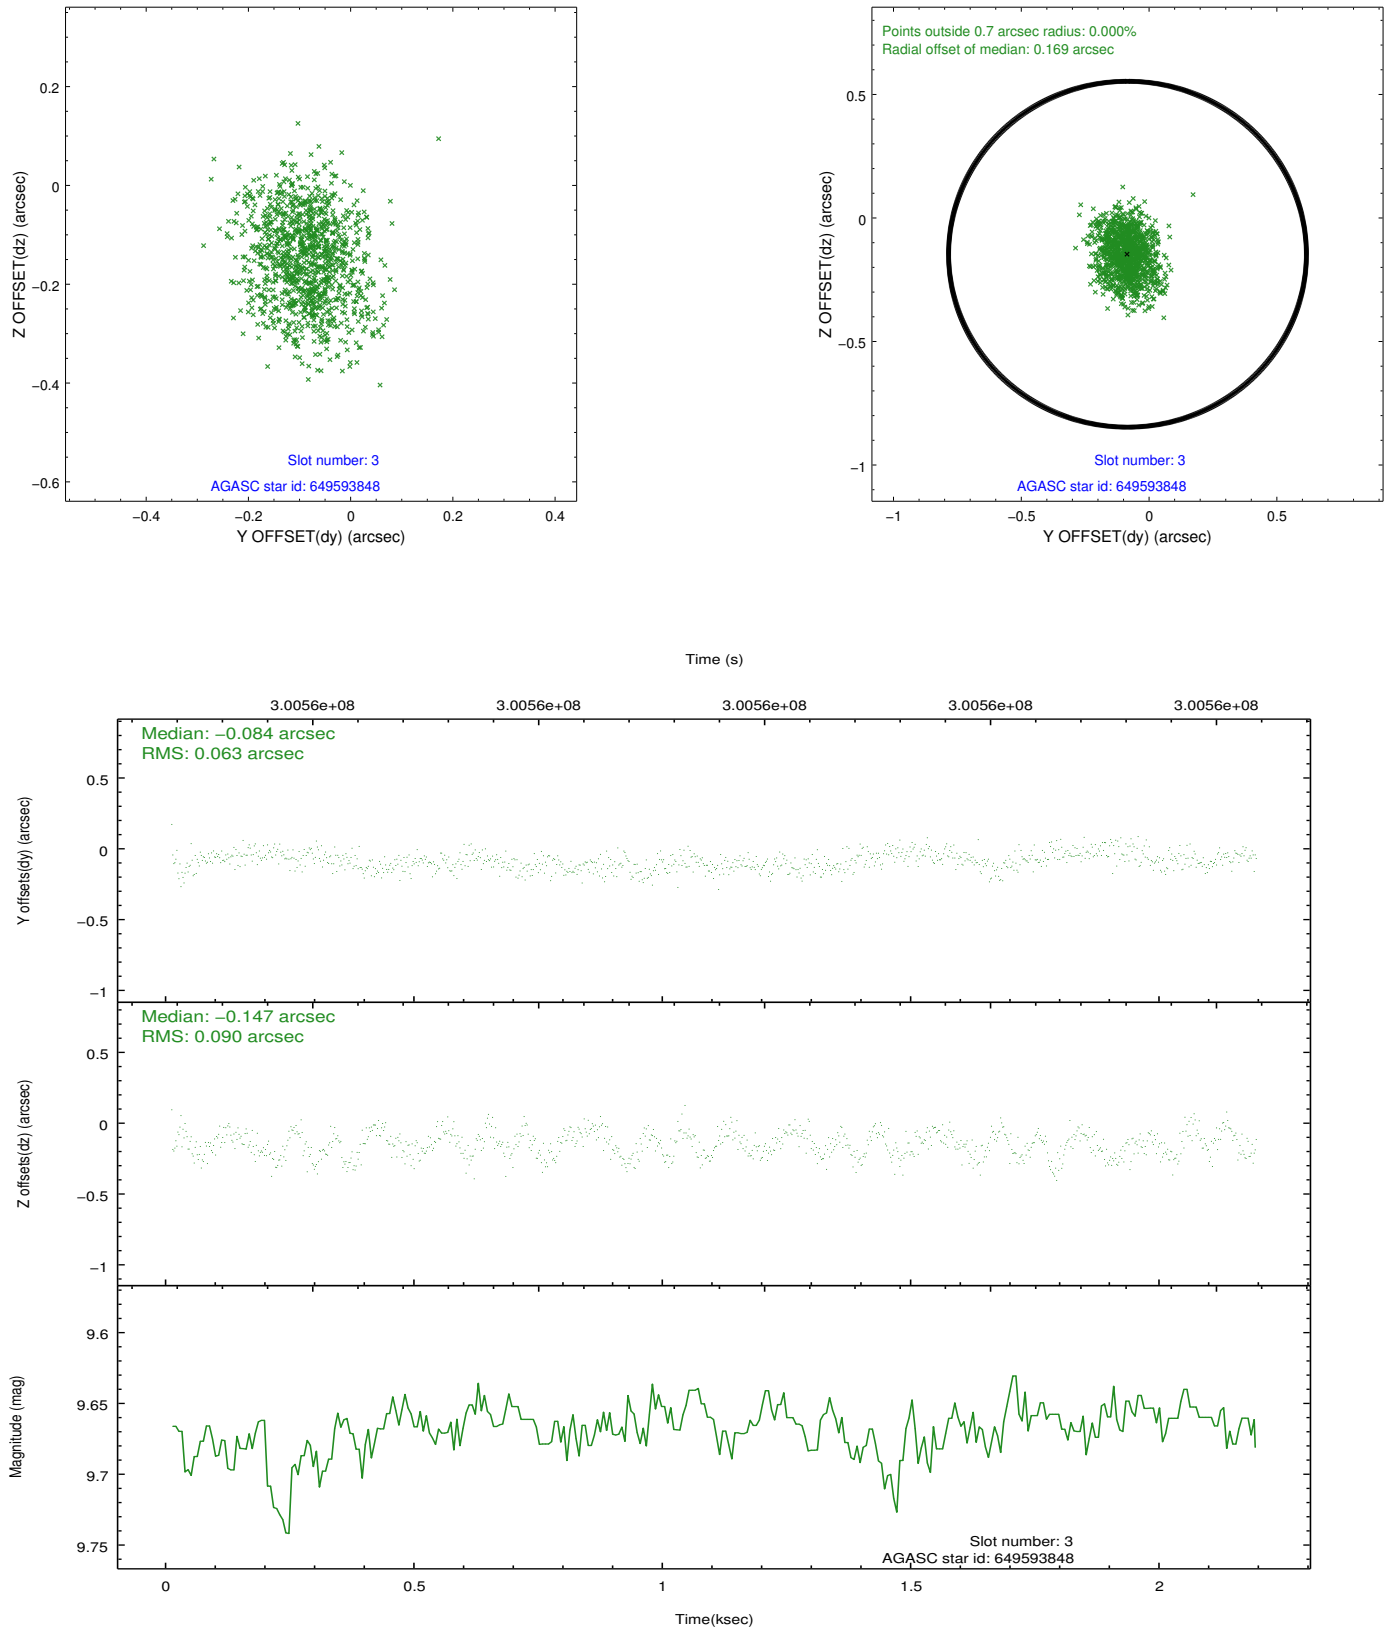 0.2
0
−0.2
−0.4
−0.6
Z OFFSET(dz) (arcsec)
Slot number: 3
AGASC star id: 649593848
−0.4
−0.2
0
0.2
0.4
Y OFFSET(dy) (arcsec)
Points outside 0.7 arcsec radius: 0.000%
Radial offset of median: 0.169 arcsec
0.5
0
−0.5
−1
Z OFFSET(dz) (arcsec)
Slot number: 3
AGASC star id: 649593848
−1
−0.5
0
0.5
Y OFFSET(dy) (arcsec)
Time (s)
3.0056e+08
3.0056e+08
3.0056e+08
3.0056e+08
3.0056e+08
Median: −0.084 arcsec
RMS: 0.063 arcsec
0.5
0
−0.5
−1
Y offsets(dy) (arcsec)
Median: −0.147 arcsec
RMS: 0.090 arcsec
0.5
0
−0.5
−1
Z offsets(dz) (arcsec)
9.6
9.65
9.7
9.75
Magnitude (mag)
Slot number: 3
AGASC star id: 649593848
0
0.5
1
1.5
2
Time(ksec)